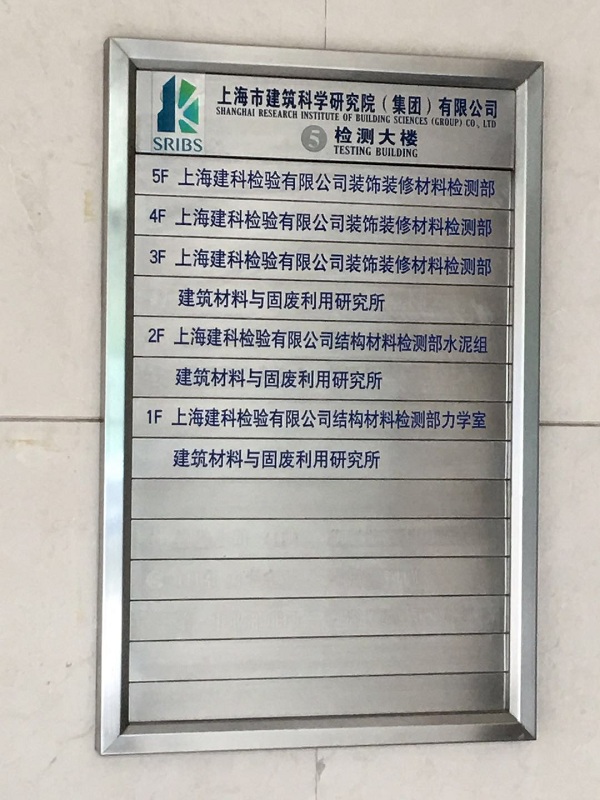 上海市建筑科学研究院（集团）有限公司
SHANGHAI RESEARCH INSTITUTE OF BUILDING SCIENCES (GROUP) CO., LTD
SRIBS
5 检测大楼
TESTING BUILDING
5F 上海建科检验有限公司装饰装修材料检测部
4F 上海建科检验有限公司装饰装修材料检测部
3F 上海建科检验有限公司装饰装修材料检测部
建筑材料与固废利用研究所
2F 上海建科检验有限公司结构材料检测部水泥组
建筑材料与固废利用研究所
1F 上海建科检验有限公司结构材料检测部力学室
建筑材料与固废利用研究所